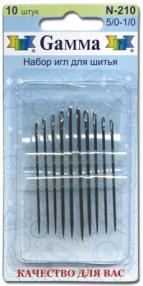 10 штук N-210
5/0-1/0
Gamma
Набор игл для шитья
КАЧЕСТВО ДЛЯ ВАС